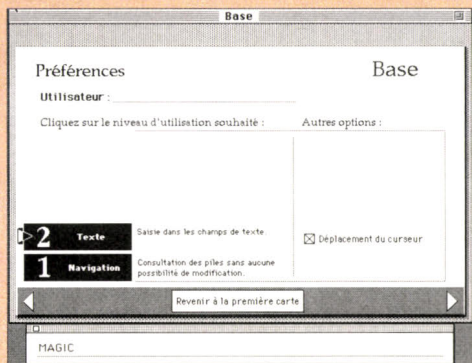 Base
Préférences
Base
Utilisateur :
Cliquez sur le niveau d'utilisation souhaité :
Autres options :
2 Texte
Saisie dans les champs de texte.
Déplacement du curseur
1 Navigation
Consultation des piles sans aucune
possibilité de modification.
Revenir à la première carte
MAGIC